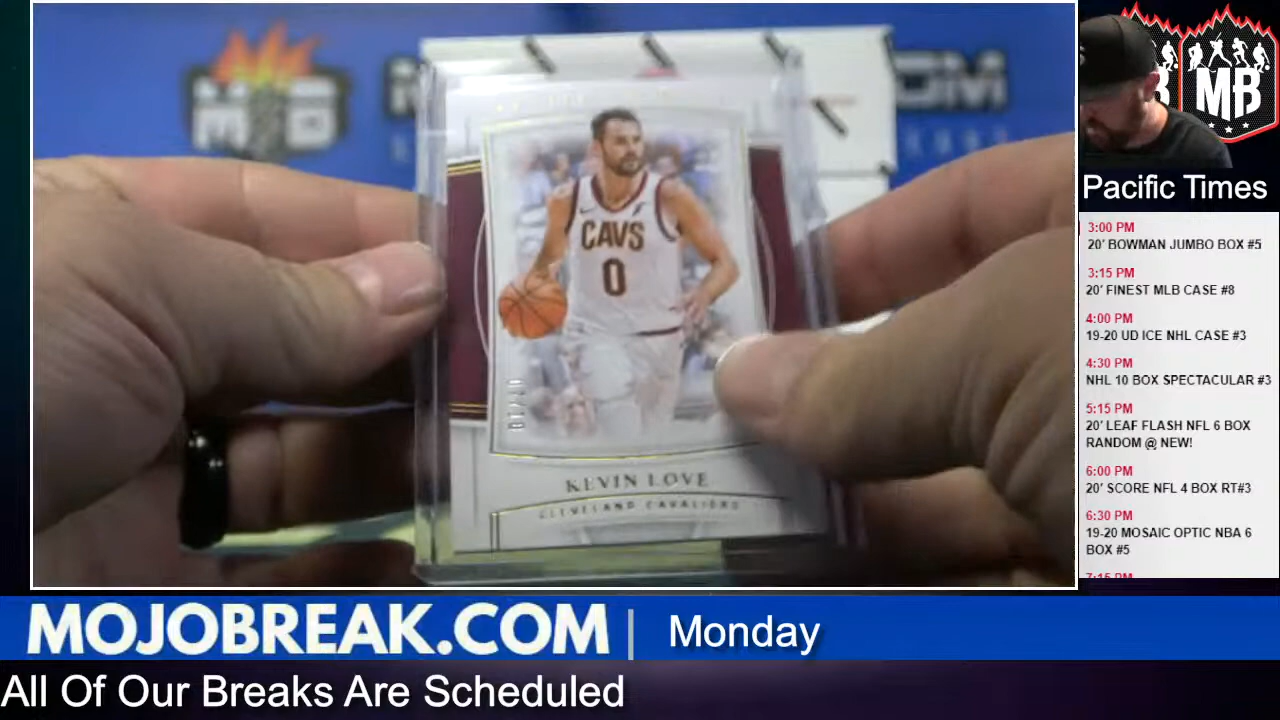 MB
Pacific Times
3:00 PM
20' BOWMAN JUMBO BOX #5
3:15 PM
20' FINEST MLB CASE #8
4:00 PM
19-20 UD ICE NHL CASE #3
4:30 PM
NHL 10 BOX SPECTACULAR #3
5:15 PM
20' LEAF FLASH NFL 6 BOX
RANDOM @ NEW!
6:00 PM
20' SCORE NFL 4 BOX RT#3
6:30 PM
19-20 MOSAIC OPTIC NBA 6
BOX #5
7:15 PM
CAVS
0
KEVIN LOVE
CLEVELAND CAVALIERS
MOJOBREAK.COM | Monday
All Of Our Breaks Are Scheduled